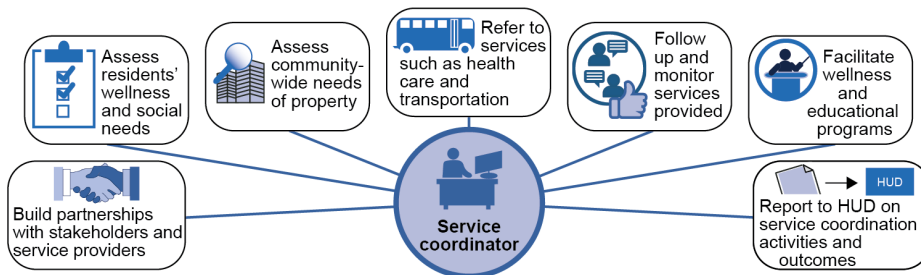 Assess
residents'
wellness
and social
needs
Assess
community-
wide needs
of property
Refer to
services
such as health
care and
transportation
Follow
up and
monitor
services
provided
Facilitate
wellness
and
educational
programs
Build partnerships
with stakeholders and
service providers
Service
coordinator
HUD
Report to HUD on
service coordination
activities and
outcomes